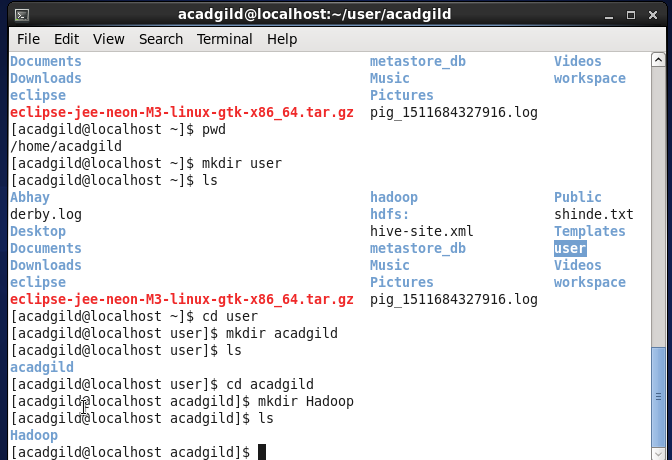 acadgild@localhost:~/user/acadgild
File Edit View Search Terminal Help
Documents metastore_db Videos
Downloads Music workspace
eclipse Pictures
eclipse-jee-neon-M3-linux-gtk-x86_64.tar.gz pig_1511684327916.log
[acadgild@localhost ~]$ pwd
/home/acadgild
[acadgild@localhost ~]$ mkdir user
[acadgild@localhost ~]$ ls
Abhay hadoop Public
derby.log hdfs: shinde.txt
Desktop hive-site.xml Templates
Documents metastore_db user
Downloads Music Videos
eclipse Pictures workspace
eclipse-jee-neon-M3-linux-gtk-x86_64.tar.gz pig_1511684327916.log
[acadgild@localhost ~]$ cd user
[acadgild@localhost user]$ mkdir acadgild
[acadgild@localhost user]$ ls
acadgild
[acadgild@localhost user]$ cd acadgild
[acadgild@localhost acadgild]$ mkdir Hadoop
[acadgild@localhost acadgild]$ ls
Hadoop
[acadgild@localhost acadgild]$